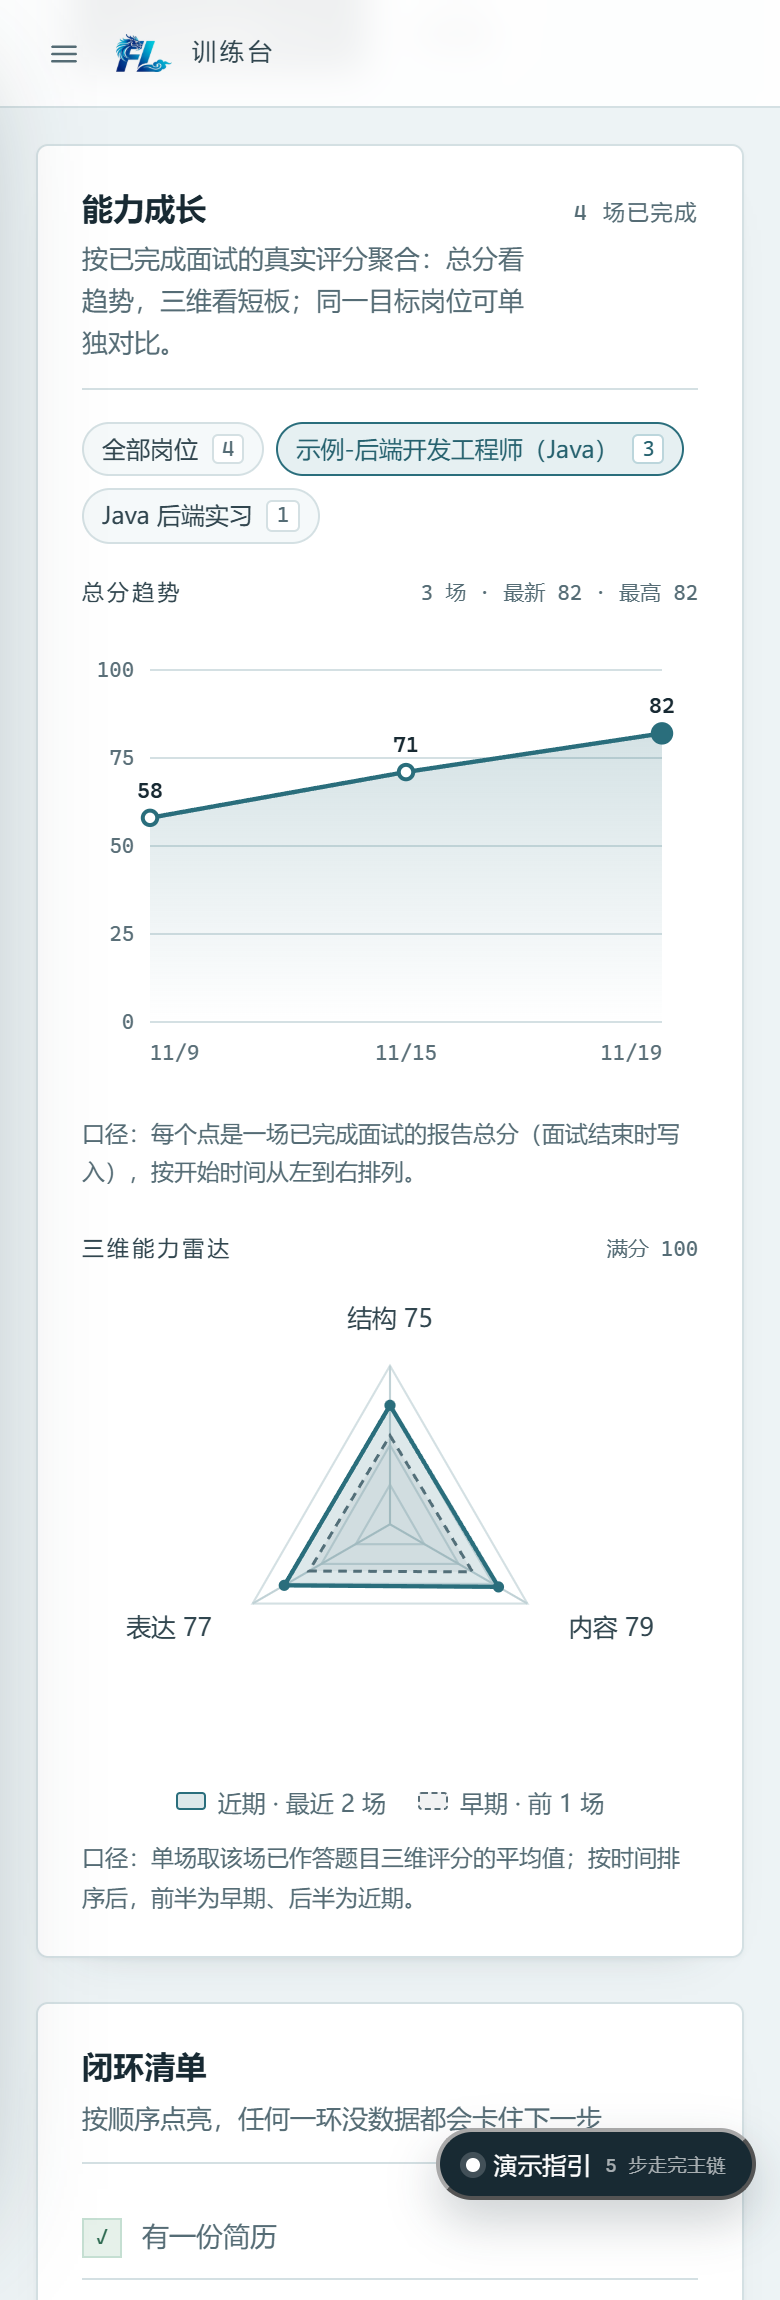 FL 训练台
能力成长
4 场已完成
按已完成面试的真实评分聚合：总分看
趋势，三维看短板；同一目标岗位可单
独对比。
全部岗位 4
示例-后端开发工程师（Java） 3
Java 后端实习 1
总分趋势
3 场 · 最新 82 · 最高 82
100
82
75
71
58
50
25
0
11/9 11/15 11/19
口径：每个点是一场已完成面试的报告总分（面试结束时写
入），按开始时间从左到右排列。
三维能力雷达
满分 100
结构 75
表达 77
内容 79
近期 · 最近 2 场
早期 · 前 1 场
口径：单场取该场已作答题目三维评分的平均值；按时间排
序后，前半为早期、后半为近期。
闭环清单
按顺序点亮，任何一环没数据都会卡住下一步
演示指引 5 步走完主链
✓ 有一份简历